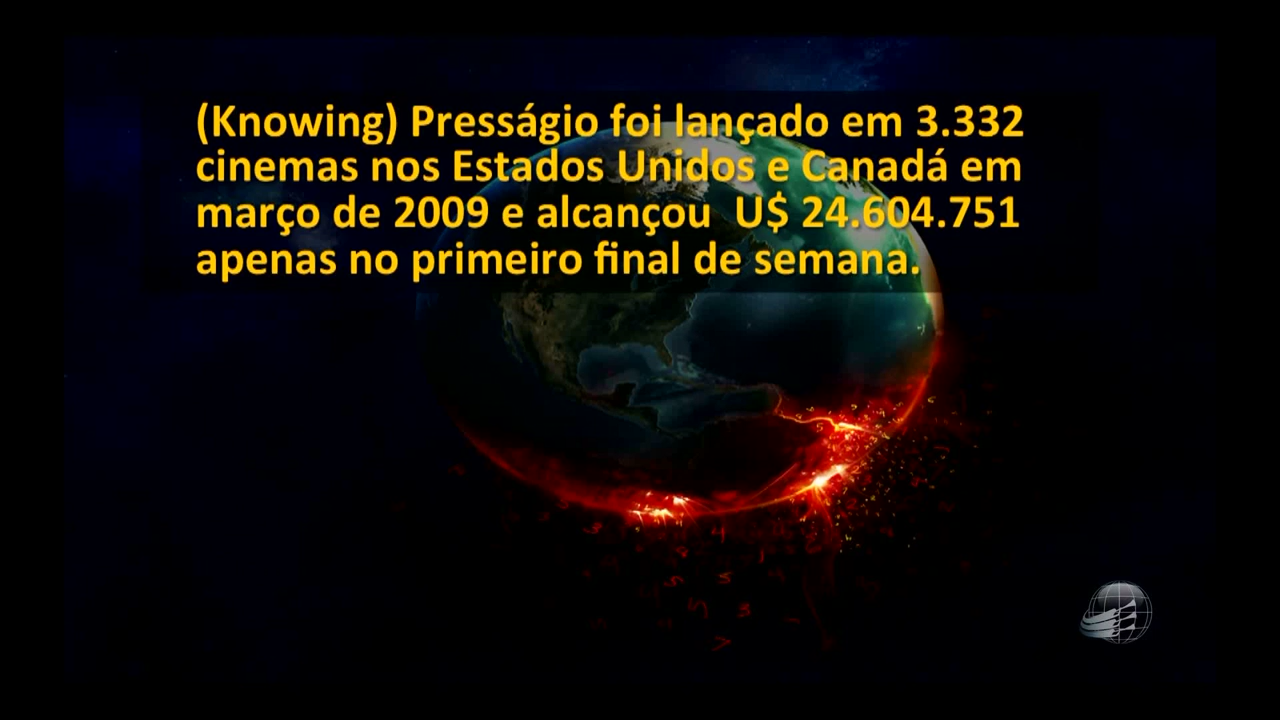 (Knowing) Presságio foi lançado em 3.332
cinemas nos Estados Unidos e Canadá em
março de 2009 e alcançou  U$ 24.604.751
apenas no primeiro final de semana.